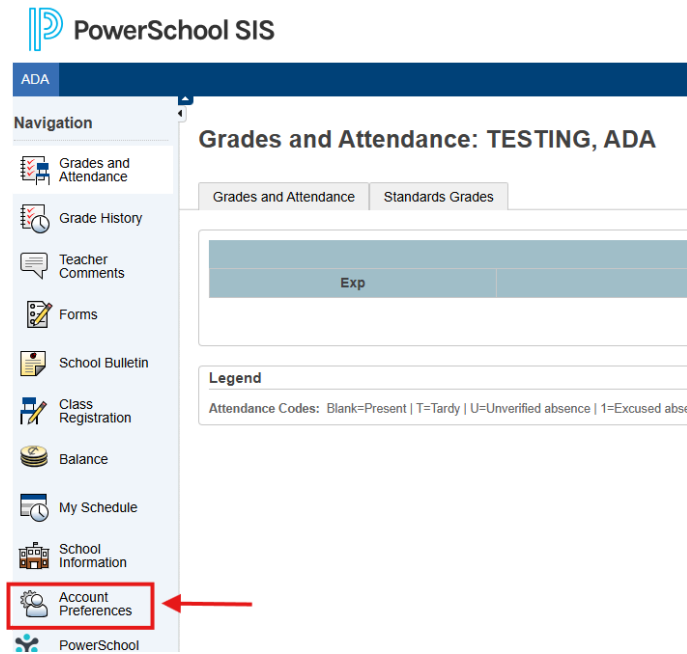 PowerSchool SIS
ADA
Navigation
Grades and
Attendance
Grade History
Teacher
Comments
Forms
School Bulletin
Class
Registration
Balance
My Schedule
School
Information
Account
Preferences
PowerSchool
Grades and Attendance: TESTING, ADA
Grades and Attendance Standards Grades
Exp
Legend
Attendance Codes: Blank=Present | T=Tardy | U=Unverified absence | 1=Excused abse